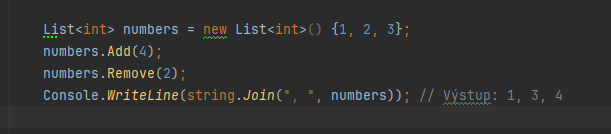 List<int> numbers = new List<int>() {1, 2, 3};
numbers.Add(4);
numbers.Remove(2);
Console.WriteLine(string.Join(", ", numbers)); // Výstup: 1, 3, 4